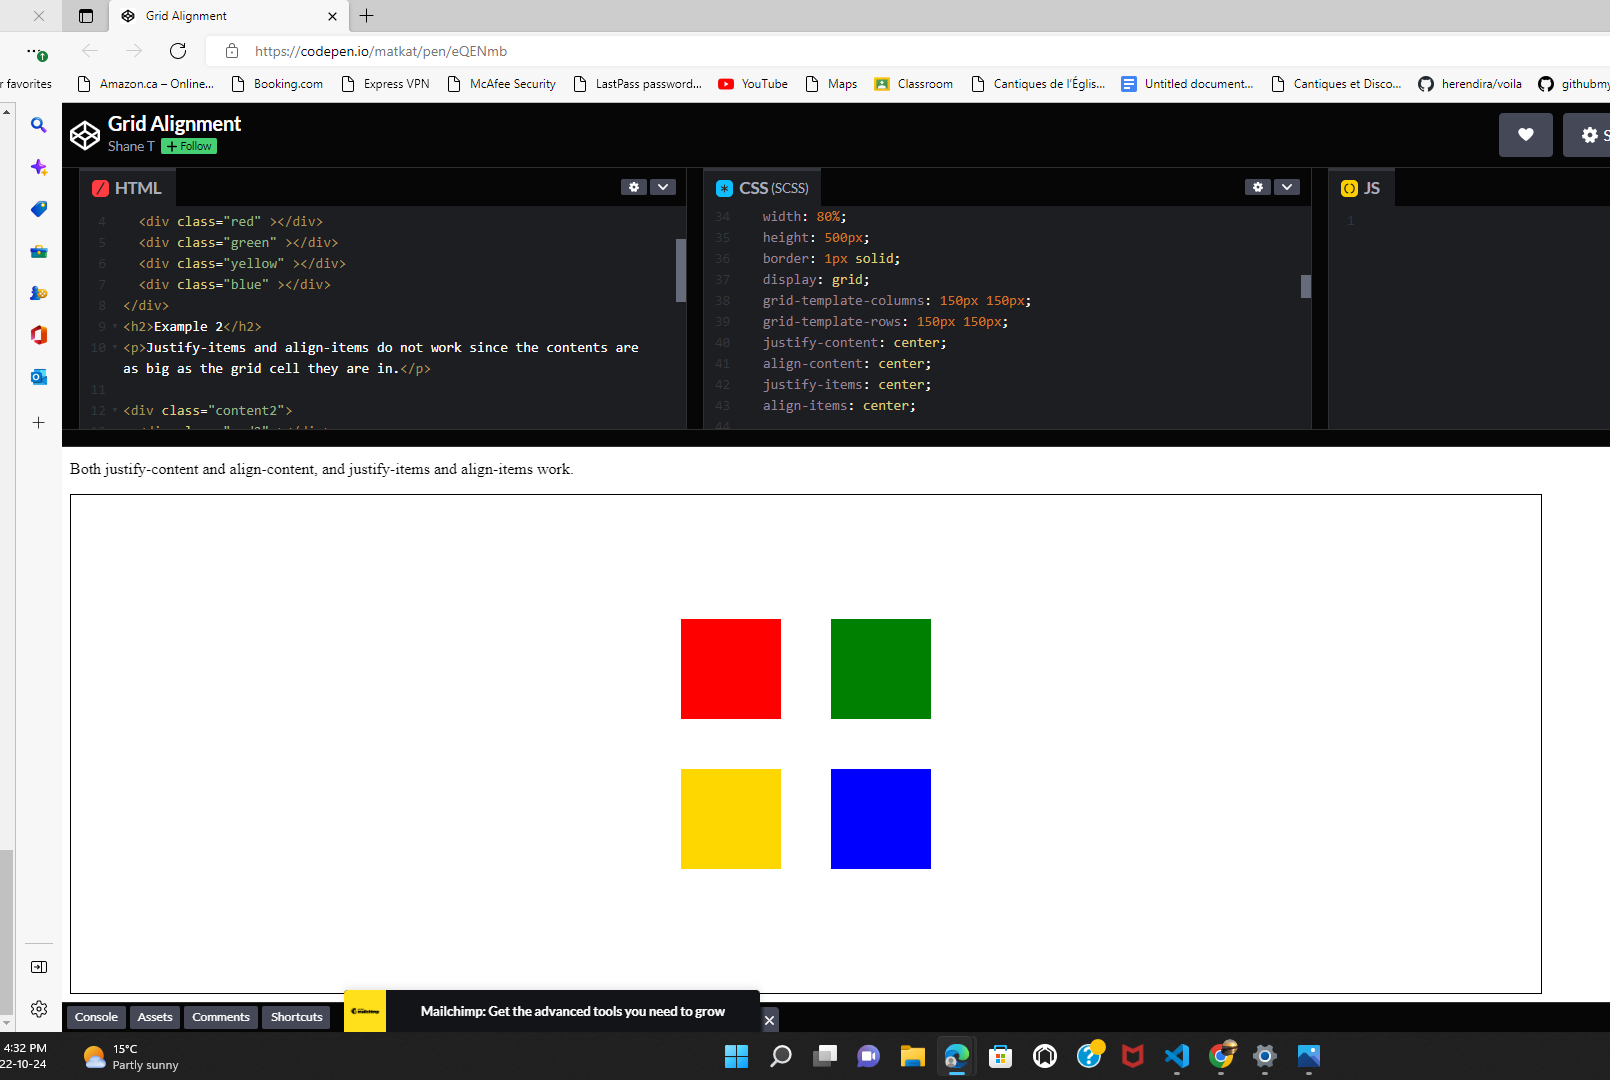 Grid Alignment
https://codepen.io/matkat/pen/eQENmb
r favorites
Amazon.ca – Online...
Booking.com
Express VPN
McAfee Security
LastPass password...
YouTube
Maps
Classroom
Cantiques de l'Églis...
Untitled document...
Cantiques et Disco...
herendira/voila
githubmy
Grid Alignment
Shane T
+ Follow
S
HTML
4 <div class="red" ></div>
5 <div class="green" ></div>
6 <div class="yellow" ></div>
7 <div class="blue" ></div>
8 </div>
9 <h2>Example 2</h2>
10 <p>Justify-items and align-items do not work since the contents are
as big as the grid cell they are in.</p>
11
12 <div class="content2">
CSS (SCSS)
34 width: 80%;
35 height: 500px;
36 border: 1px solid;
37 display: grid;
38 grid-template-columns: 150px 150px;
39 grid-template-rows: 150px 150px;
40 justify-content: center;
41 align-content: center;
42 justify-items: center;
43 align-items: center;
44
JS
1
Both justify-content and align-content, and justify-items and align-items work.
Console
Assets
Comments
Shortcuts
Mailchimp: Get the advanced tools you need to grow
4:32 PM
22-10-24
15°C
Partly sunny